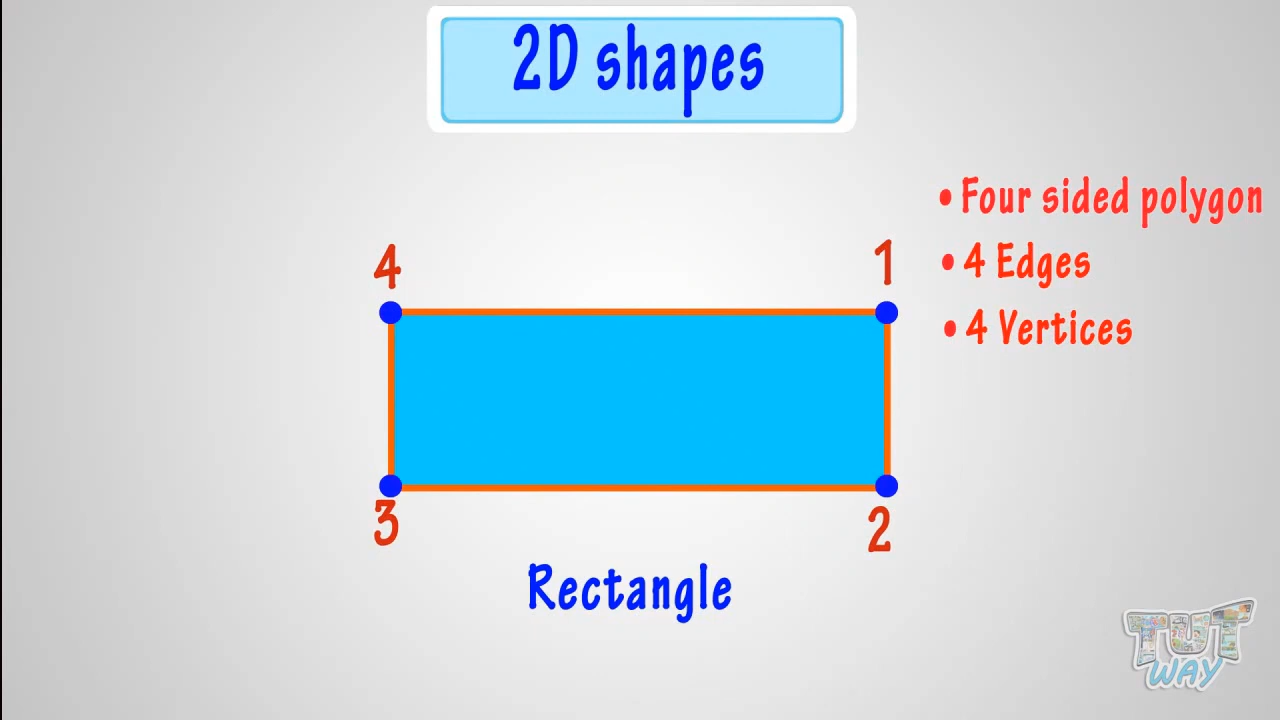 2D shapes
• Four sided polygon
• 4 Edges
• 4 Vertices
4
1
3
2
Rectangle
TUT
WAY